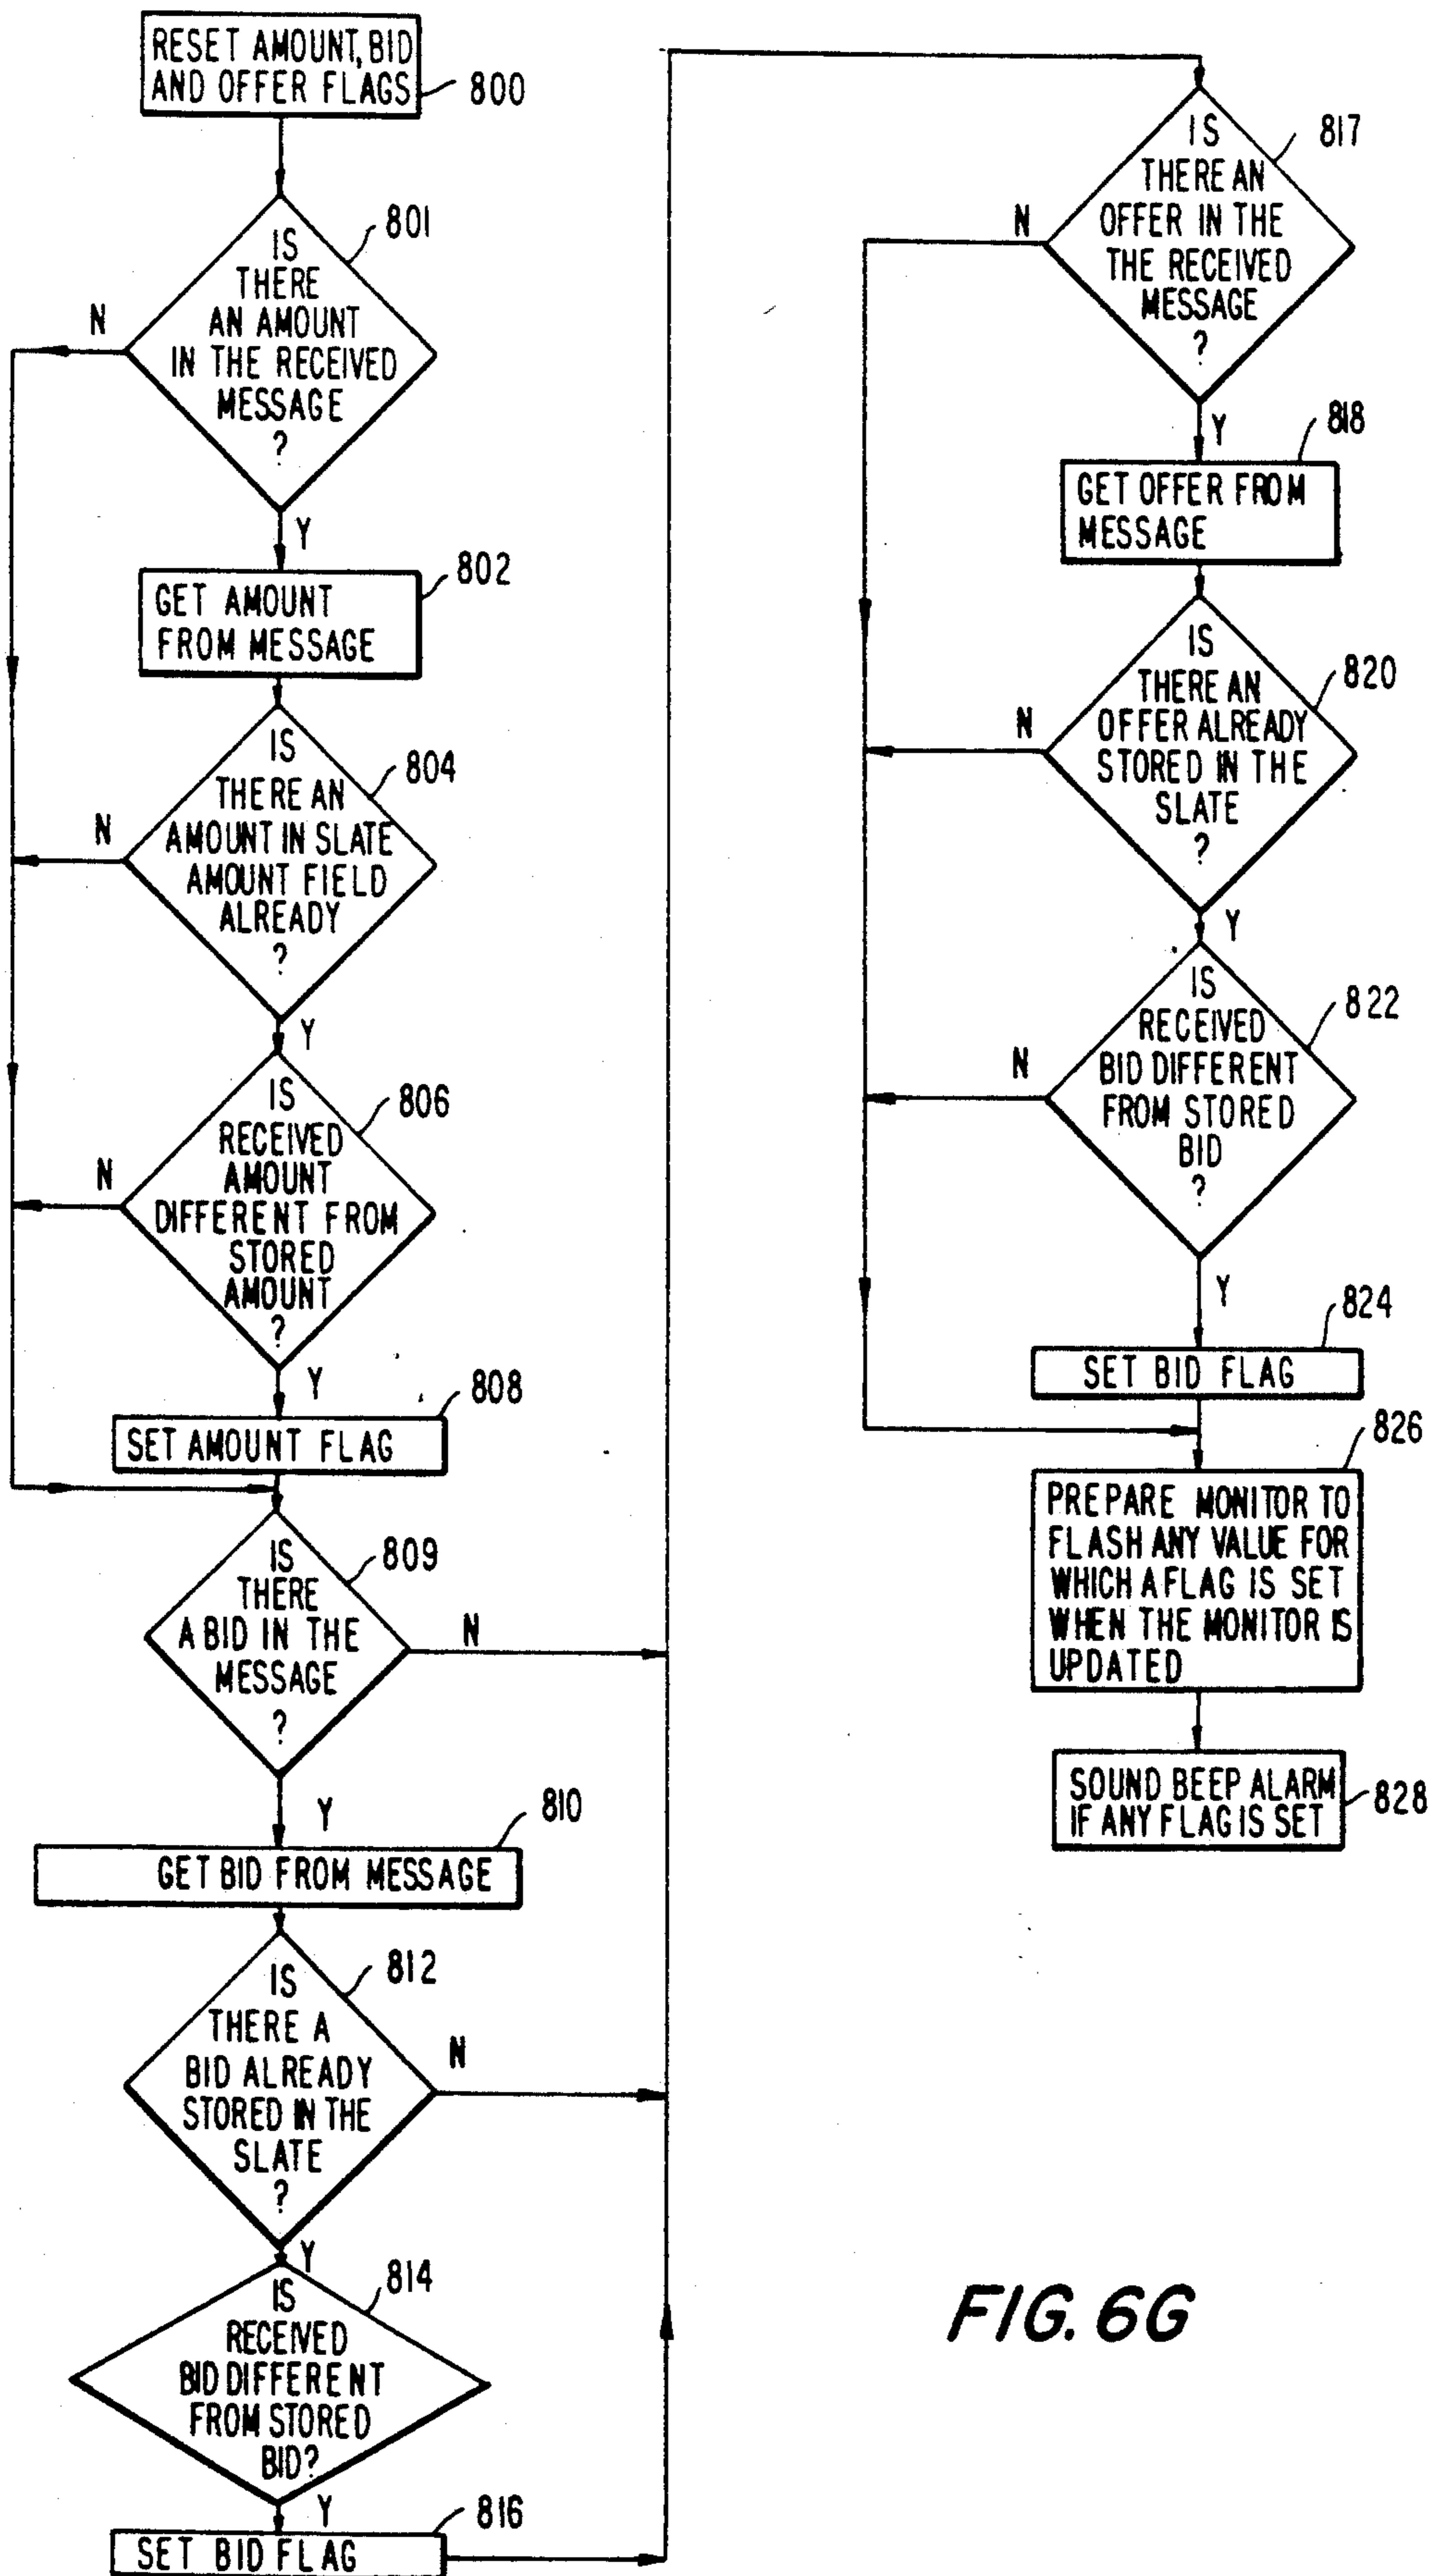 RESET AMOUNT, BID
AND OFFER FLAGS
800
801
IS
THERE
AN AMOUNT
IN THE RECEIVED
MESSAGE
?
N
Y
802
GET AMOUNT
FROM MESSAGE
804
IS
THERE AN
AMOUNT IN SLATE
AMOUNT FIELD
ALREADY
?
N
Y
806
IS
RECEIVED
AMOUNT
DIFFERENT FROM
STORED
AMOUNT
?
N
Y
808
SET AMOUNT FLAG
809
IS
THERE
A BID IN THE
MESSAGE
?
N
Y
810
GET BID FROM MESSAGE
812
IS
THERE A
BID ALREADY
STORED IN THE
SLATE
?
N
Y
814
IS
RECEIVED
BID DIFFERENT
FROM STORED
BID?
Y
816
SET BID FLAG
817
IS
THERE AN
OFFER IN THE
THE RECEIVED
MESSAGE
?
N
Y
818
GET OFFER FROM
MESSAGE
820
IS
THERE AN
OFFER ALREADY
STORED IN THE
SLATE
?
N
Y
822
IS
RECEIVED
BID DIFFERENT
FROM STORED
BID
?
N
Y
824
SET BID FLAG
826
PREPARE MONITOR TO
FLASH ANY VALUE FOR
WHICH A FLAG IS SET
WHEN THE MONITOR IS
UPDATED
SOUND BEEP ALARM
IF ANY FLAG IS SET
828
FIG. 6G